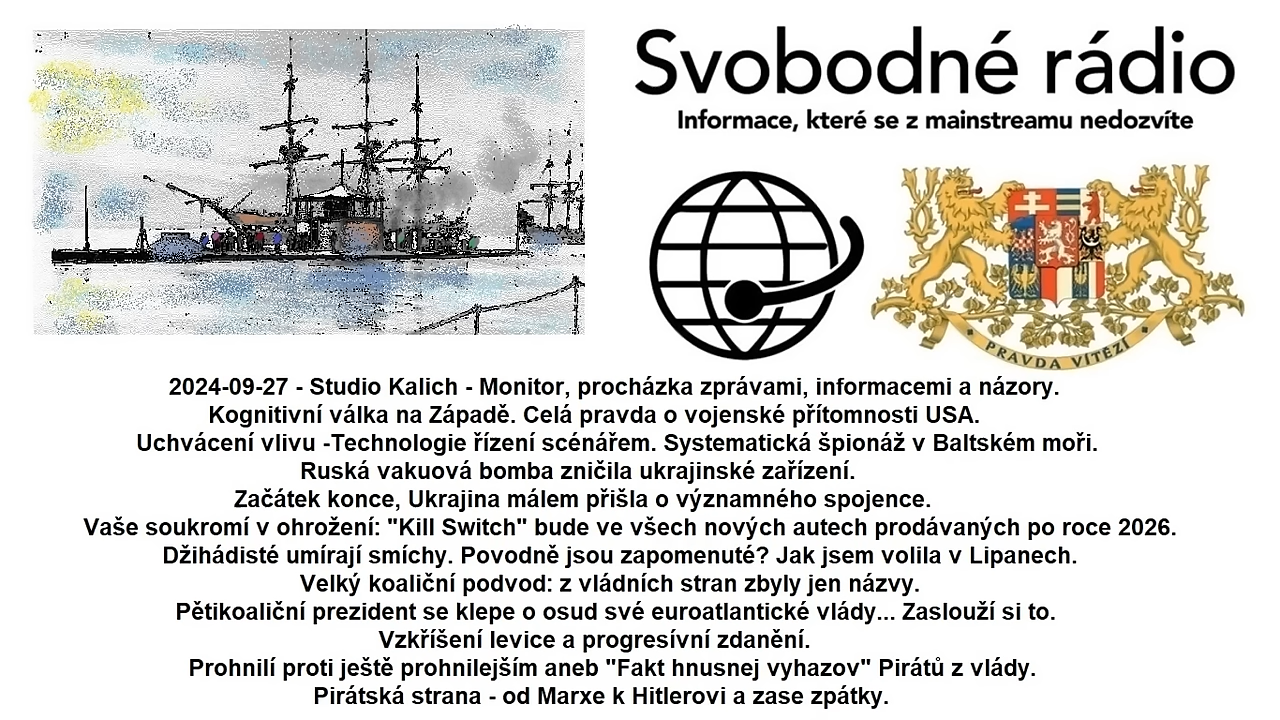 Svobodné rádio
Informace, které se z mainstreamu nedozvíte
PRAVDA VÍTĚZÍ
2024-09-27 - Studio Kalich - Monitor, procházka zprávami, informacemi a názory.
Kognitivní válka na Západě. Celá pravda o vojenské přítomnosti USA.
Uchvácení vlivu -Technologie řízení scénářem. Systematická špionáž v Baltském moři.
Ruská vakuová bomba zničila ukrajinské zařízení.
Začátek konce, Ukrajina málem přišla o významného spojence.
Vaše soukromí v ohrožení: "Kill Switch" bude ve všech nových autech prodávaných po roce 2026.
Džihádisté umírají smíchy. Povodně jsou zapomenuté? Jak jsem volila v Lipanech.
Velký koaliční podvod: z vládních stran zbyly jen názvy.
Pětikoaliční prezident se klepe o osud své euroatlantické vlády... Zaslouží si to.
Vzkříšení levice a progresívní zdanění.
Prohnilí proti ještě prohnilejším aneb "Fakt hnusnej vyhazov" Pirátů z vlády.
Pirátská strana - od Marxe k Hitlerovi a zase zpátky.